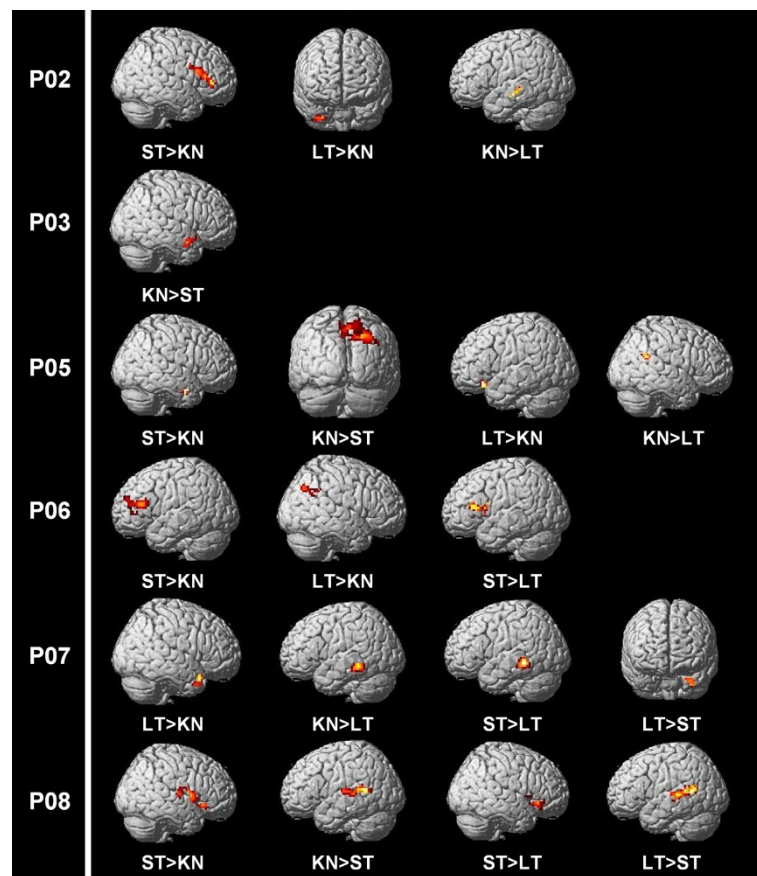 P02
ST>KN LT>KN KN>LT
P03
KN>ST
P05
ST>KN KN>ST LT>KN KN>LT
P06
ST>KN LT>KN ST>LT
P07
LT>KN KN>LT ST>LT LT>ST
P08
ST>KN KN>ST ST>LT LT>ST